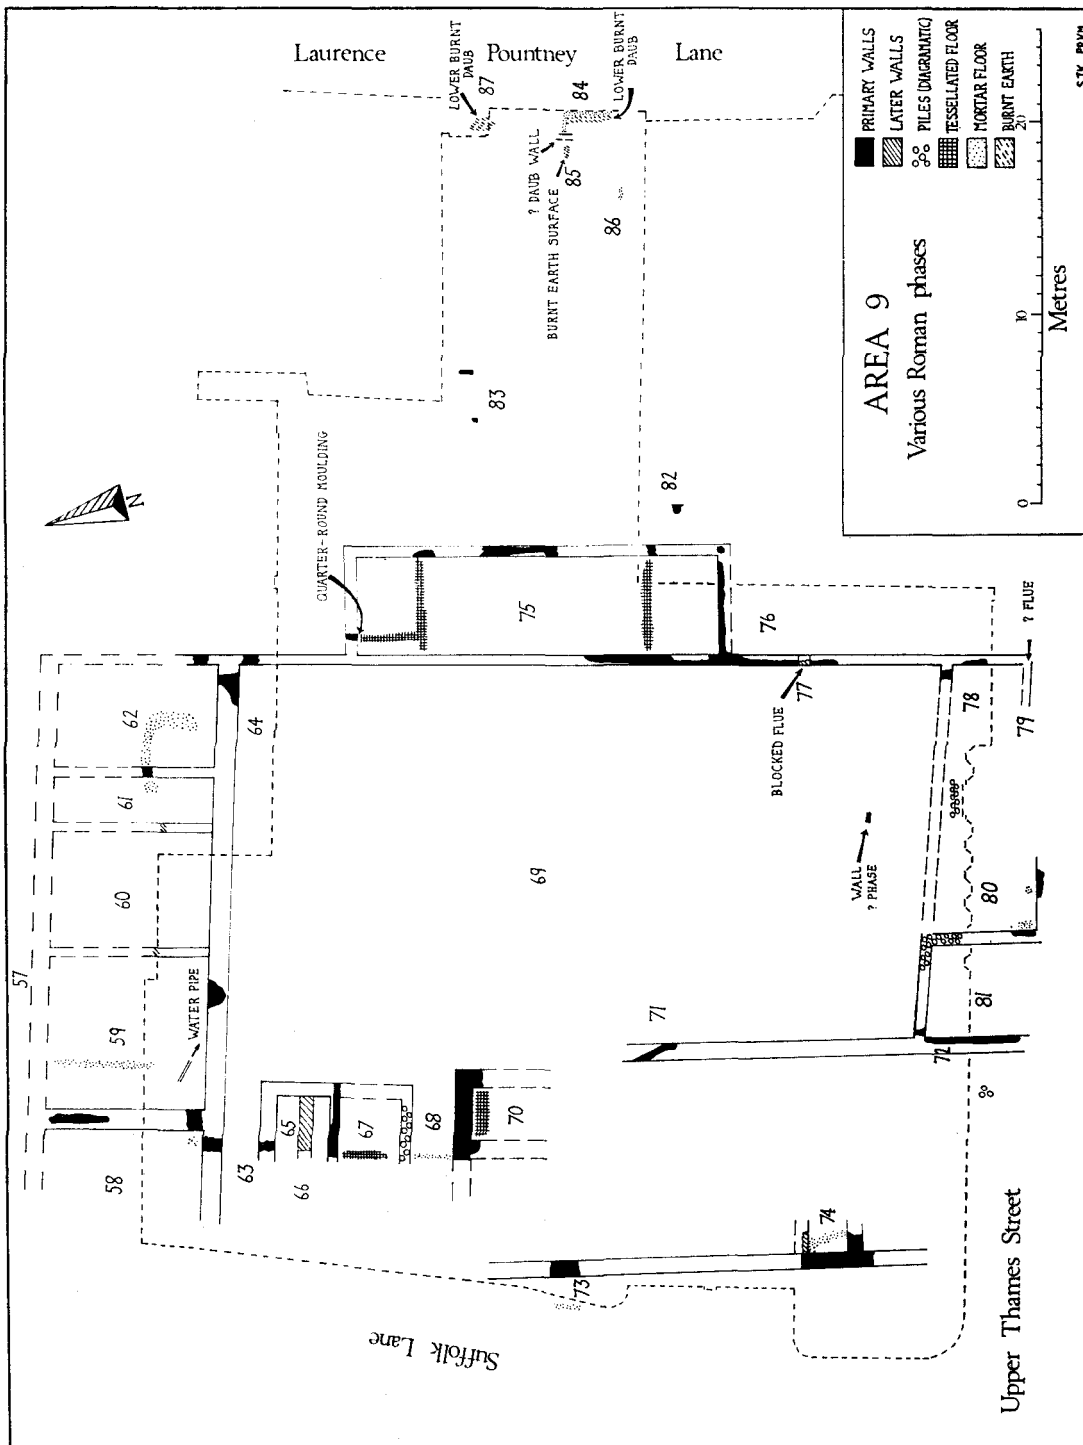 Laurence Pountney Lane
LOWER BURNT
DAUB
87
84
LOWER BURNT
DAUB
? DAUB WALL
85
BURNT EARTH SURFACE
86
83
82
QUARTER-ROUND MOULDING
N
75
76
77
BLOCKED FLUE
78
79
? FLUE
62
61
64
60
57
59
WATER PIPE
58
69
WALL
? PHASE
80
81
71
72
63
65
66
67
68
70
73
74
Suffolk Lane
Upper Thames Street
AREA 9
Various Roman phases
PRIMARY WALLS
LATER WALLS
PILES (DIAGRAMATIC)
TESSELLATED FLOOR
MORTAR FLOOR
BURNT EARTH
0 10 20
Metres